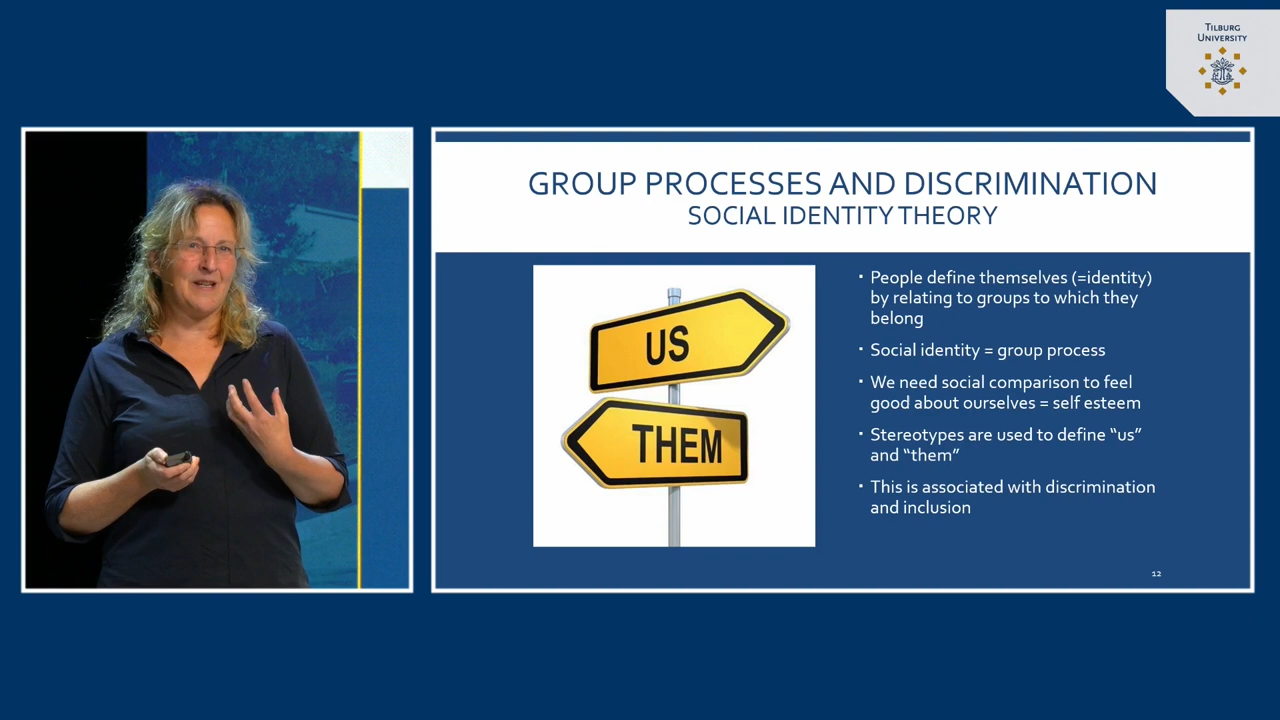 TILBURG
UNIVERSITY
GROUP PROCESSES AND DISCRIMINATION
SOCIAL IDENTITY THEORY
US
THEM
▪ People define themselves (=identity)
by relating to groups to which they
belong
▪ Social identity = group process
▪ We need social comparison to feel
good about ourselves = self esteem
▪ Stereotypes are used to define “us”
and “them”
▪ This is associated with discrimination
and inclusion
12